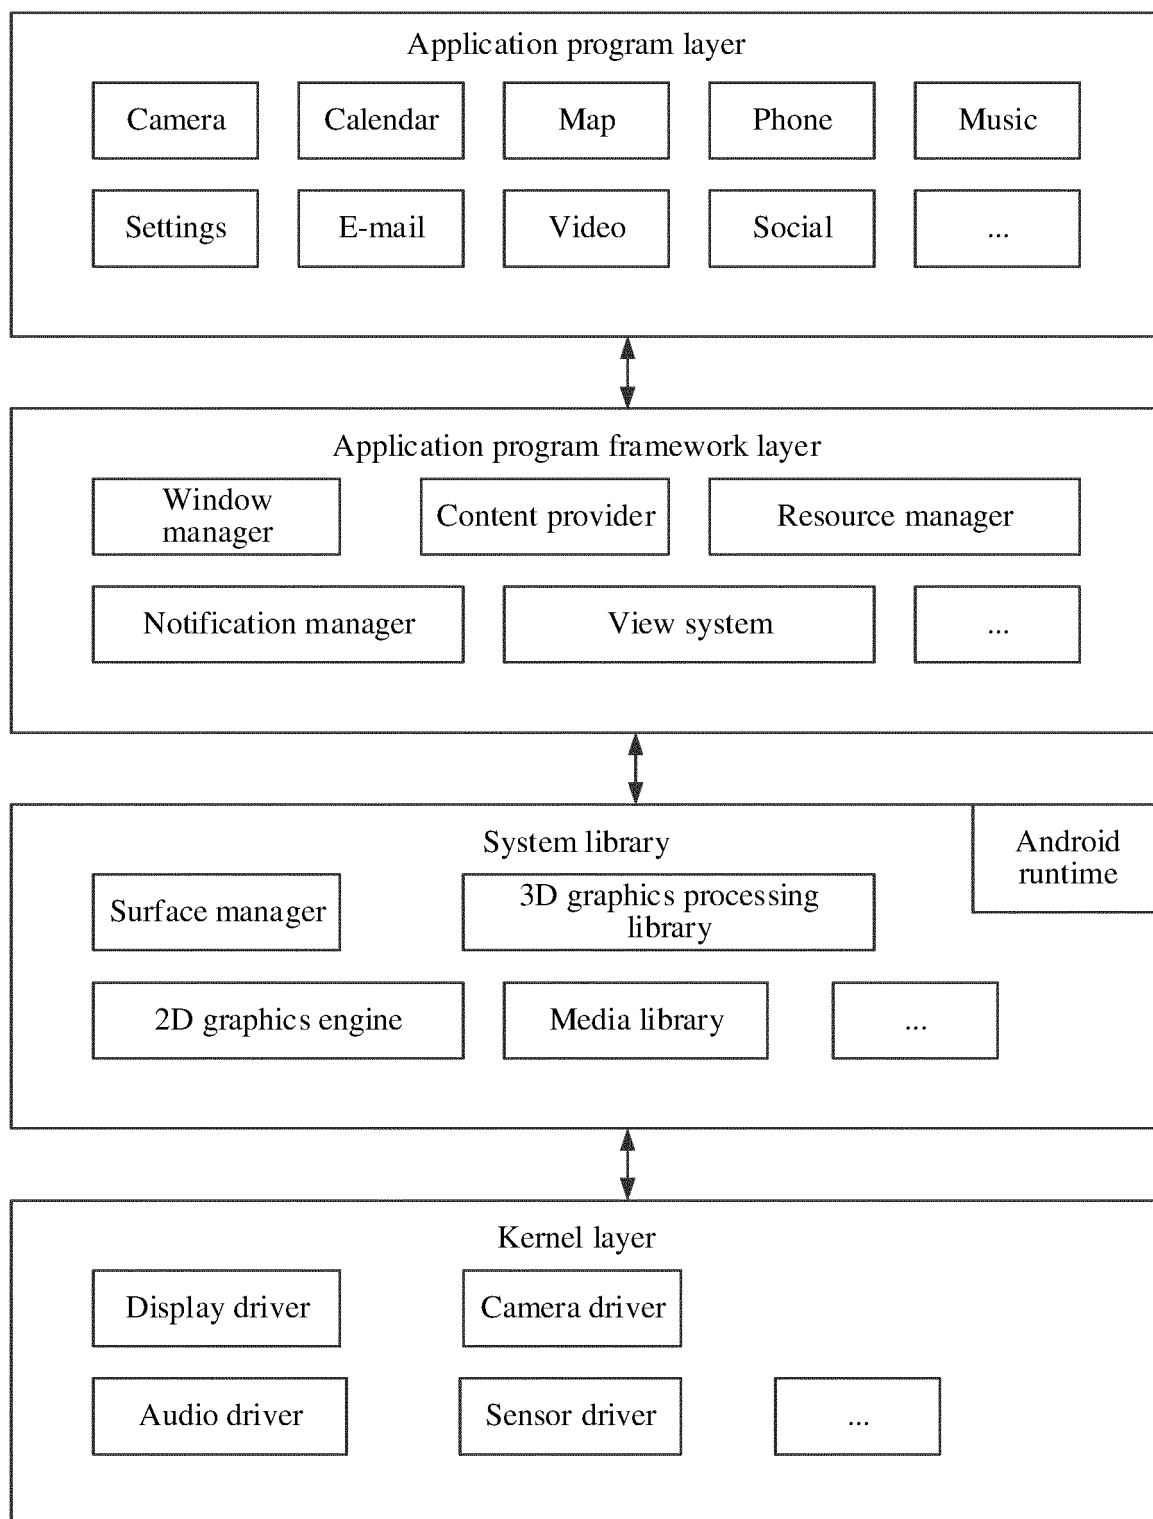 Application program layer
Camera
Calendar
Map
Phone
Music
Settings
E-mail
Video
Social
...
Application program framework layer
Window
manager
Content provider
Resource manager
Notification manager
View system
...
System library
Android
runtime
Surface manager
3D graphics processing
library
2D graphics engine
Media library
...
Kernel layer
Display driver
Camera driver
Audio driver
Sensor driver
...